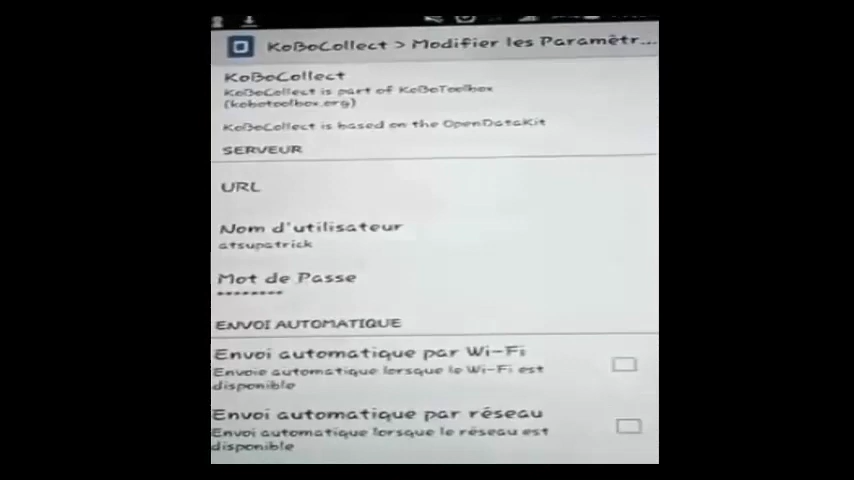 KoBoCollect > Modifier les Paramètr...
KoBoCollect
KoBoCollect is part of KoBoToolbox
(kobotoolbox.org)
KoBoCollect is based on the OpenDataKit
SERVEUR
URL
Nom d'utilisateur
atsupatrick
Mot de Passe
********
ENVOI AUTOMATIQUE
Envoi automatique par Wi-Fi
Envoie automatique lorsque le Wi-Fi est
disponible
Envoi automatique par réseau
Envoi automatique lorsque le réseau est
disponible